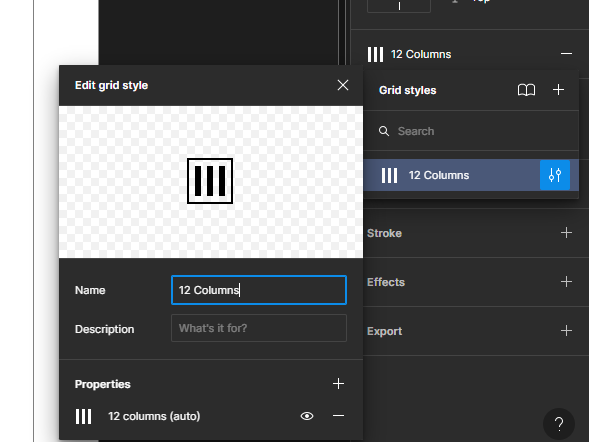 Top
12 Columns
Edit grid style
Grid styles
Search
12 Columns
Stroke
Name
12 Columns
Effects
Description
What's it for?
Export
Properties
12 columns (auto)
?